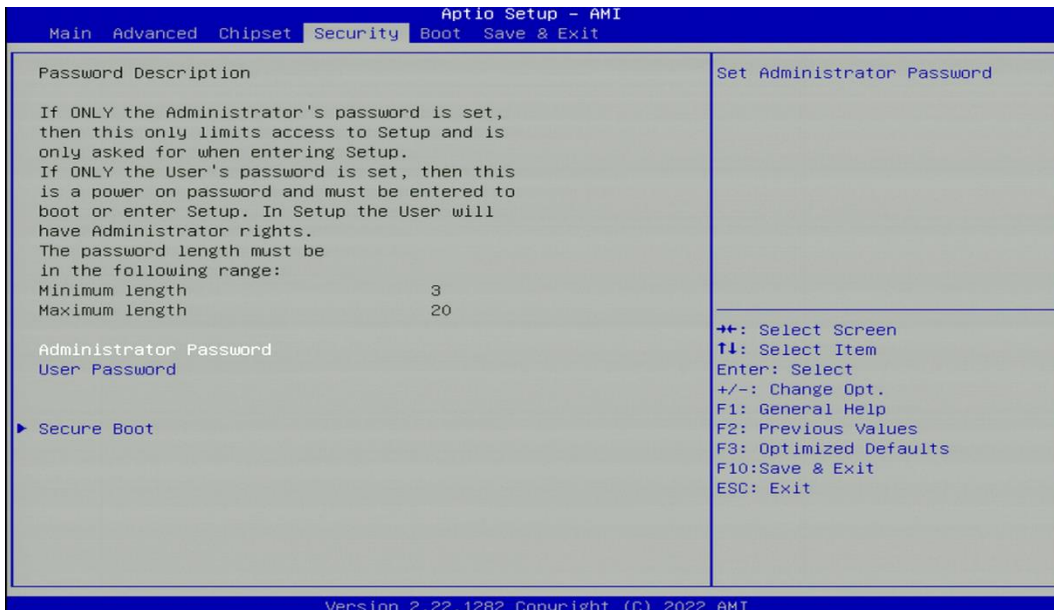 Aptio Setup – AMI
Main Advanced Chipset Security Boot Save & Exit
Password Description
If ONLY the Administrator's password is set,
then this only limits access to Setup and is
only asked for when entering Setup.
If ONLY the User's password is set, then this
is a power on password and must be entered to
boot or enter Setup. In Setup the User will
have Administrator rights.
The password length must be
in the following range:
Minimum length 3
Maximum length 20
Administrator Password
User Password
▶ Secure Boot
Set Administrator Password
→←: Select Screen
↑↓: Select Item
Enter: Select
+/-: Change Opt.
F1: General Help
F2: Previous Values
F3: Optimized Defaults
F10:Save & Exit
ESC: Exit
Version 2.22.1282 Copyright (C) 2022 AMI